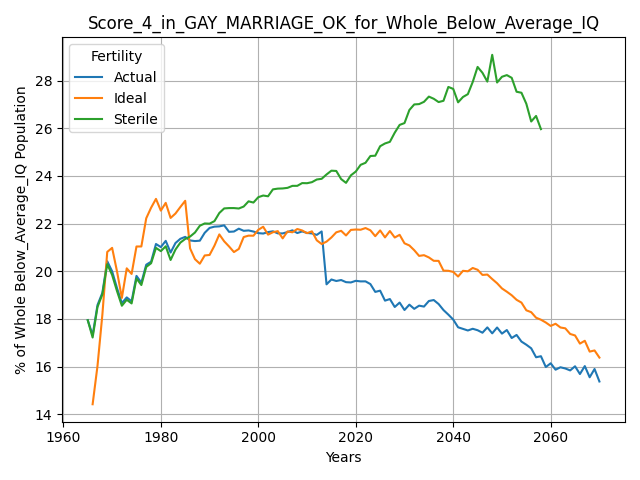 Score_4_in_GAY_MARRIAGE_OK_for_Whole_Below_Average_IQ
Fertility
Actual
Ideal
Sterile
% of Whole Below_Average_IQ Population
28
26
24
22
20
18
16
14
1960
1980
2000
2020
2040
2060
Years